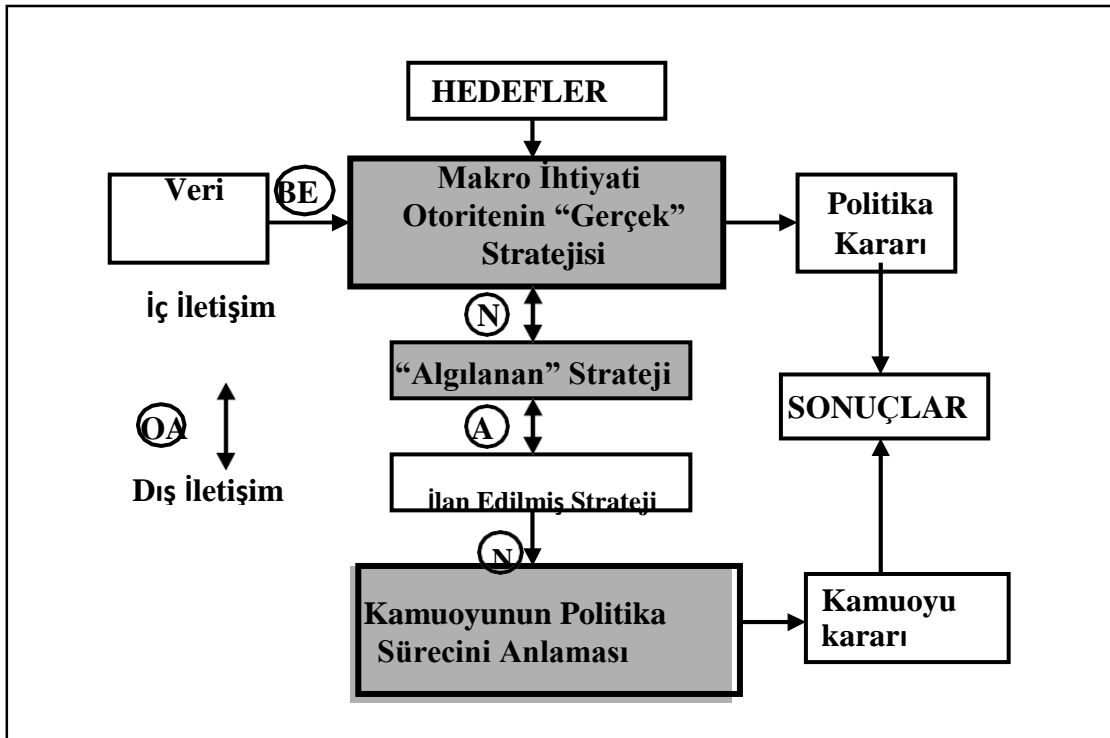 HEDEFLER
Veri
BE
Makro İhtiyati
Otoritenin “Gerçek”
Stratejisi
Politika
Kararı
İç İletişim
N
“Algılanan” Strateji
SONUÇLAR
OA
A
Dış İletişim
İlan Edilmiş Strateji
N
Kamuoyunun Politika
Sürecini Anlaması
Kamuoyu
kararı